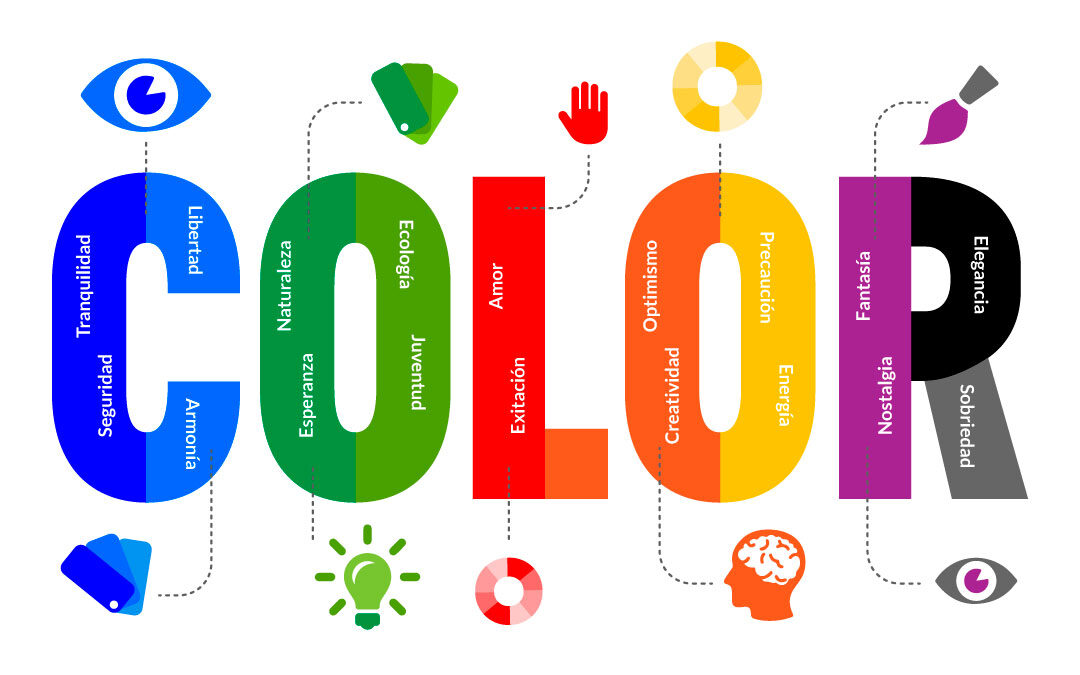 COLOR
Tranquilidad
Seguridad
Libertad
Armonía
Naturaleza
Esperanza
Ecología
Juventud
Amor
Exitación
Optimismo
Creatividad
Precaución
Energía
Fantasía
Nostalgia
Elegancia
Sobriedad